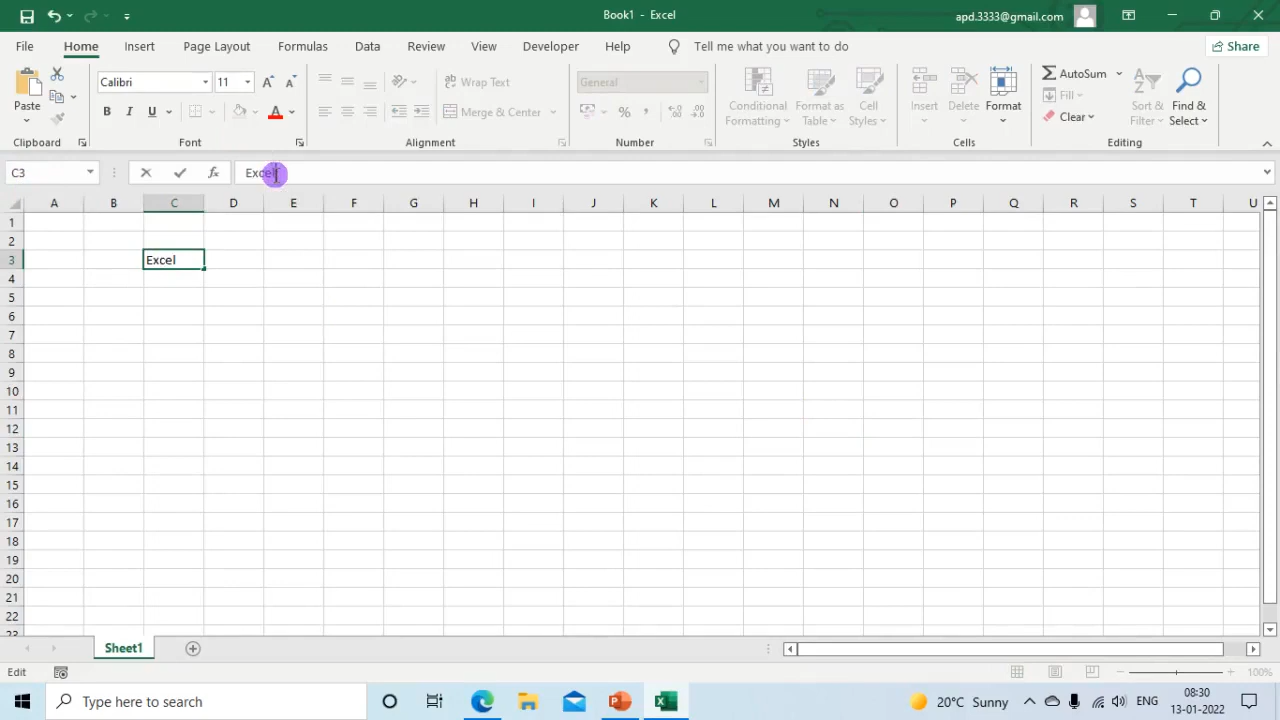 Book1 - Excel
apd.3333@gmail.com
File Home Insert Page Layout Formulas Data Review View Developer Help Tell me what you want to do Share
Paste
Calibri 11
B I U A
Wrap Text
Merge & Center
General
%
Conditional Formatting
Format as Table
Cell Styles
Insert Delete Format
AutoSum
Fill
Clear
Sort & Filter
Find & Select
Clipboard Font Alignment Number Styles Cells Editing
C3 fx Excel
A B C D E F G H I J K L M N O P Q R S T U
1
2
3 Excel
4
5
6
7
8
9
10
11
12
13
14
15
16
17
18
19
20
21
22
23
Sheet1
Edit 100%
Type here to search
20°C Sunny ENG
08:30
13-01-2022